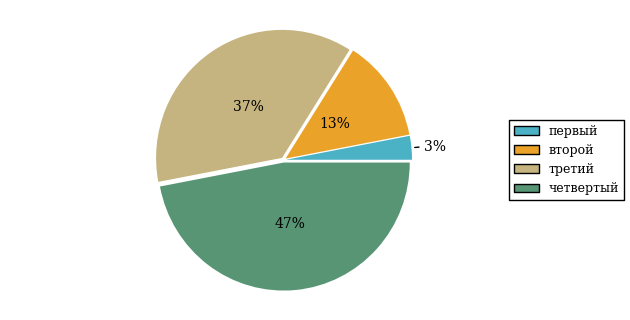 37%
13%
3%
47%
первый
второй
третий
четвертый